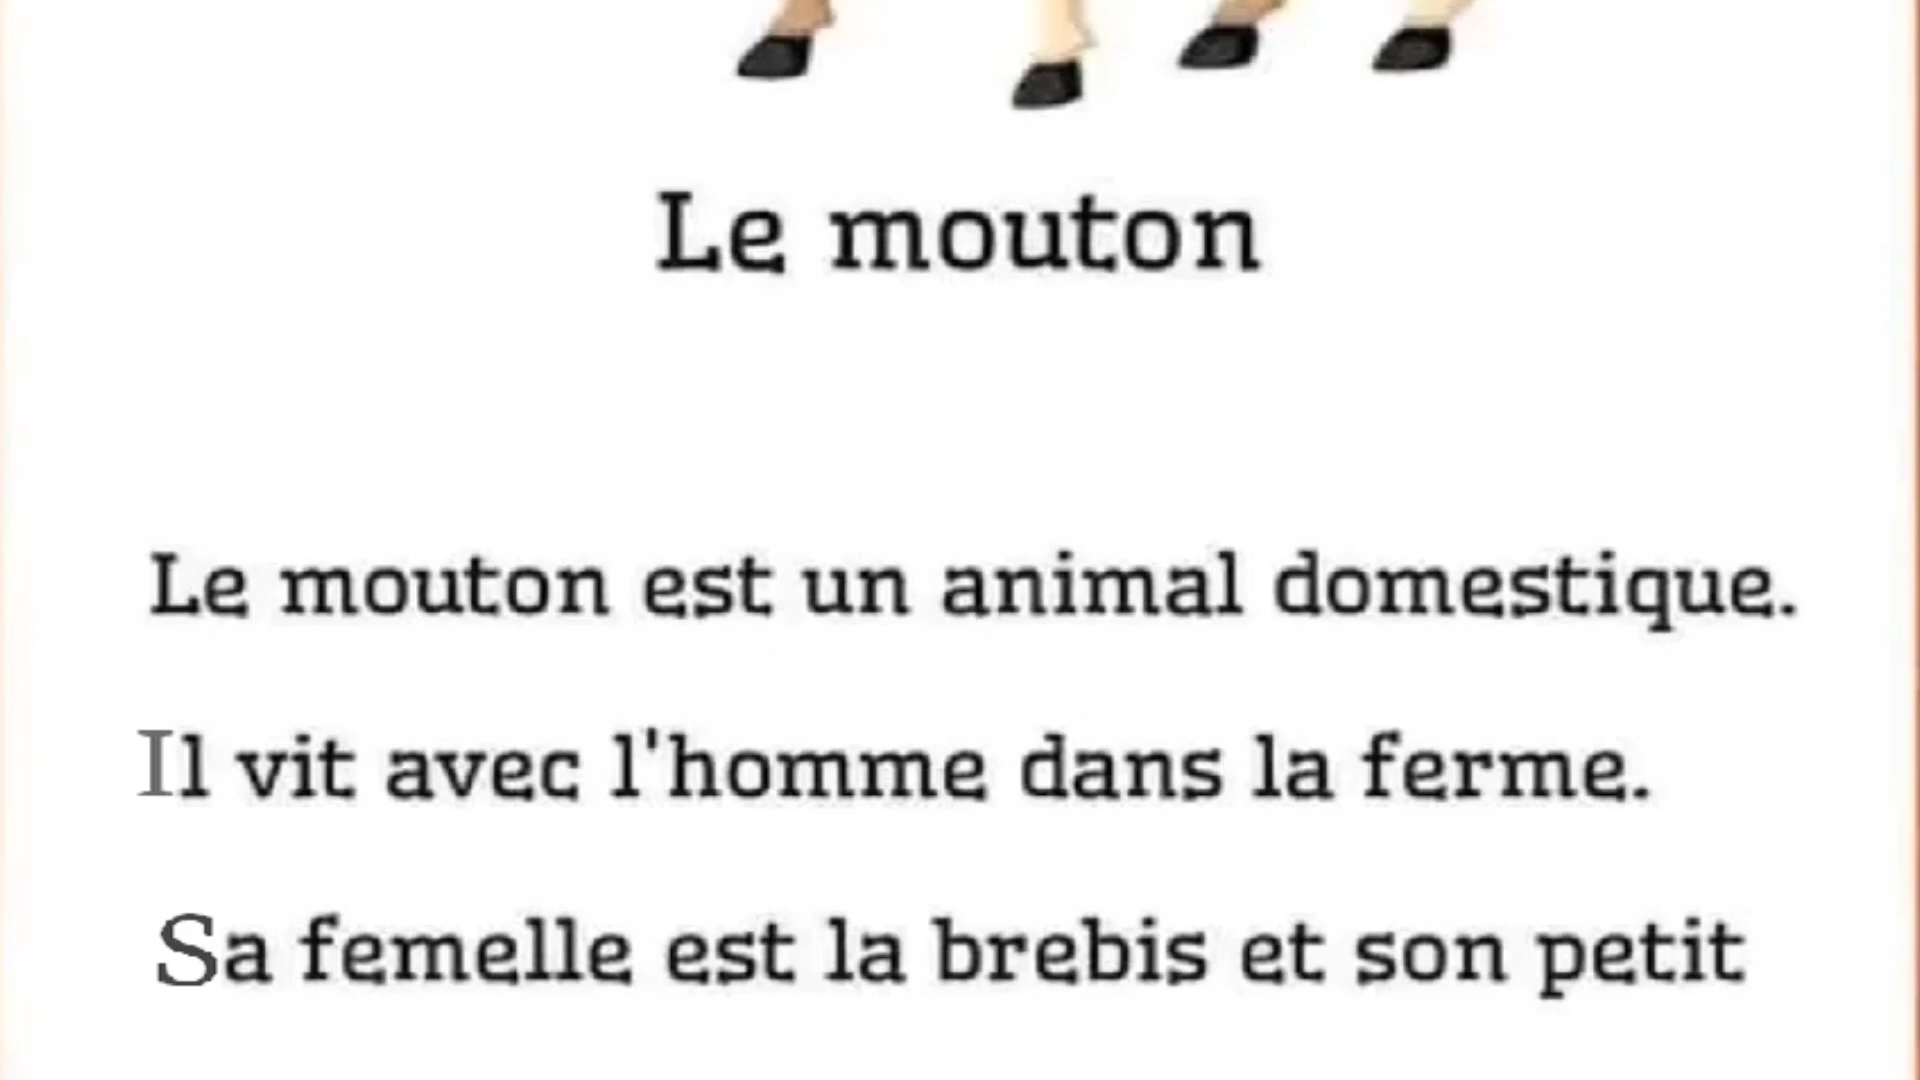 Le mouton
Le mouton est un animal domestique.
Il vit avec l'homme dans la ferme.
Sa femelle est la brebis et son petit